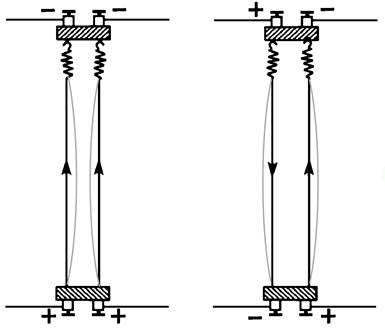 − − + −
+ + − +